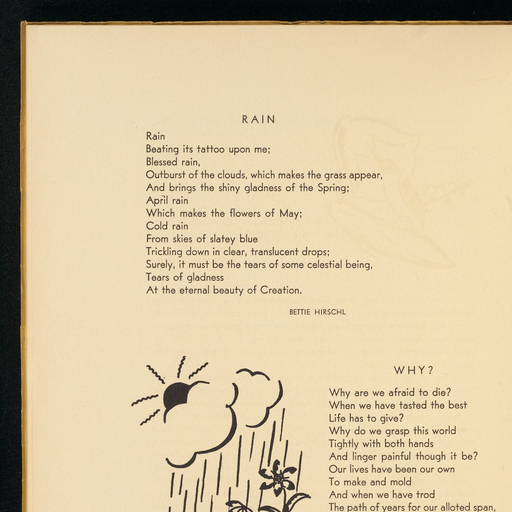 RAIN
Rain
Beating its tattoo upon me;
Blessed rain,
Outburst of the clouds, which makes the grass appear,
And brings the shiny gladness of the Spring;
April rain
Which makes the flowers of May;
Cold rain
From skies of slatey blue
Trickling down in clear, translucent drops;
Surely, it must be the tears of some celestial being,
Tears of gladness
At the eternal beauty of Creation.
BETTIE HIRSCHL
WHY?
Why are we afraid to die?
When we have tasted the best
Life has to give?
Why do we grasp this world
Tightly with both hands
And linger painful though it be?
Our lives have been our own
To make and mold
And when we have trod
The path of years for our alloted span,